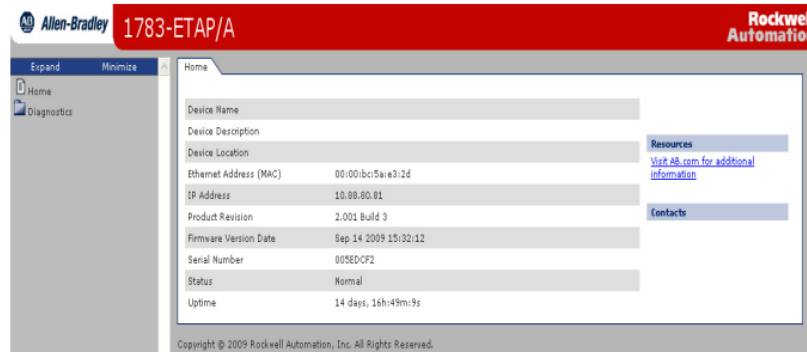 AB Allen-Bradley 1783-ETAP/A Rockwel
Automatio
Expand Minimize
Home
Home
Diagnostics
Device Name
Device Description
Device Location
Ethernet Address (MAC) 00:00:bc:5a:e3:2d
IP Address 10.88.80.81
Product Revision 2.001 Build 3
Firmware Version Date Sep 14 2009 15:32:12
Serial Number 005EDCF2
Status Normal
Uptime 14 days, 16h:49m:9s
Resources
Visit AB.com for additional
information
Contacts
Copyright © 2009 Rockwell Automation, Inc. All Rights Reserved.